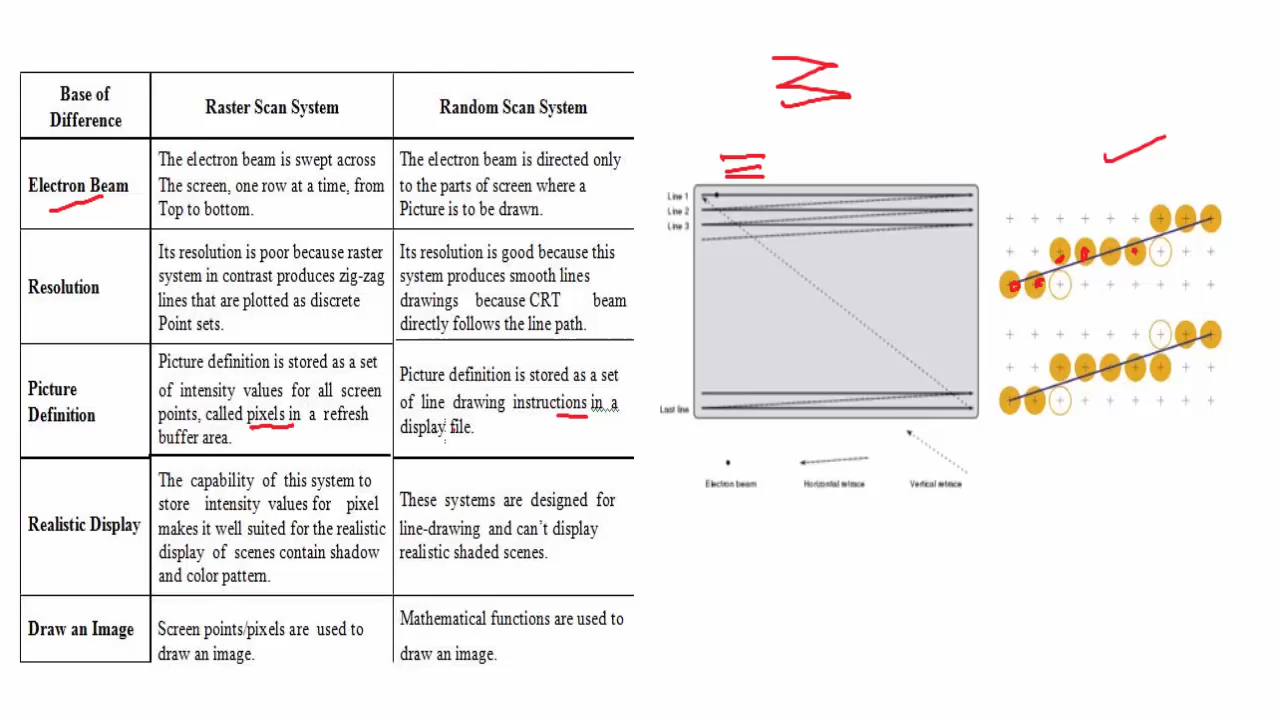 Base of
Difference
Raster Scan System
Random Scan System
Electron Beam
The electron beam is swept across
The screen, one row at a time, from
Top to bottom.
The electron beam is directed only
to the parts of screen where a
Picture is to be drawn.
Resolution
Its resolution is poor because raster
system in contrast produces zig-zag
lines that are plotted as discrete
Point sets.
Its resolution is good because this
system produces smooth lines
drawings because CRT beam
directly follows the line path.
Picture
Definition
Picture definition is stored as a set
of intensity values for all screen
points, called pixels in a refresh
buffer area.
Picture definition is stored as a set
of line drawing instructions in a
display file.
Realistic Display
The capability of this system to
store intensity values for pixel
makes it well suited for the realistic
display of scenes contain shadow
and color pattern.
These systems are designed for
line-drawing and can't display
realistic shaded scenes.
Draw an Image
Screen points/pixels are used to
draw an image.
Mathematical functions are used to
draw an image.
Line 1
Line 2
Line 3
Last line
Electron beam
Horizontal retrace
Vertical retrace